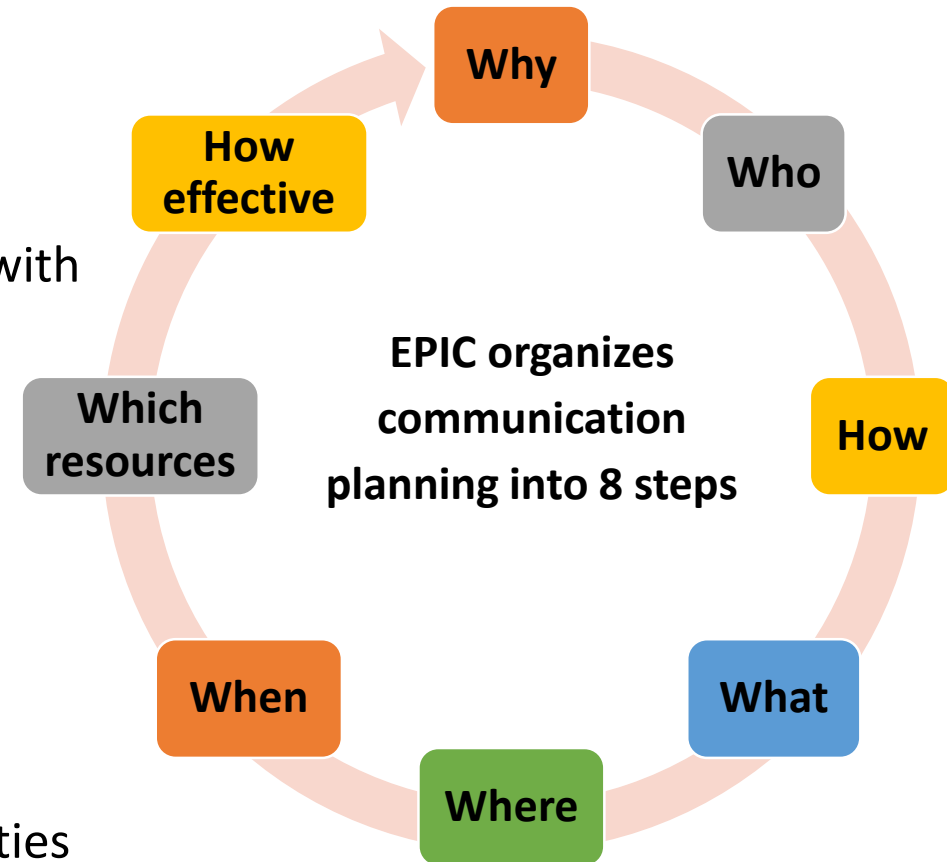 Why
Who
How
What
Where
When
Which
resources
How
effective
EPIC organizes
communication
planning into 8 steps
with
ties